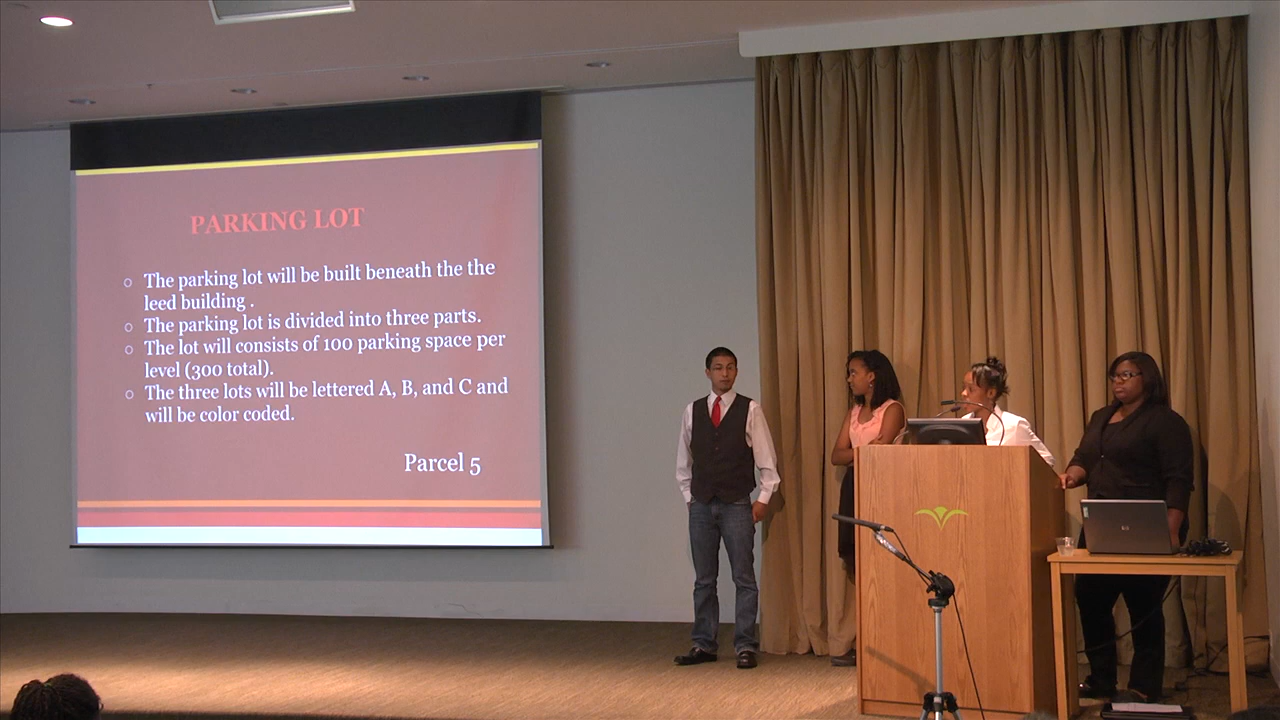 PARKING LOT
The parking lot will be built beneath the the
leed building .
The parking lot is divided into three parts.
The lot will consists of 100 parking space per
level (300 total).
The three lots will be lettered A, B, and C and
will be color coded.
Parcel 5